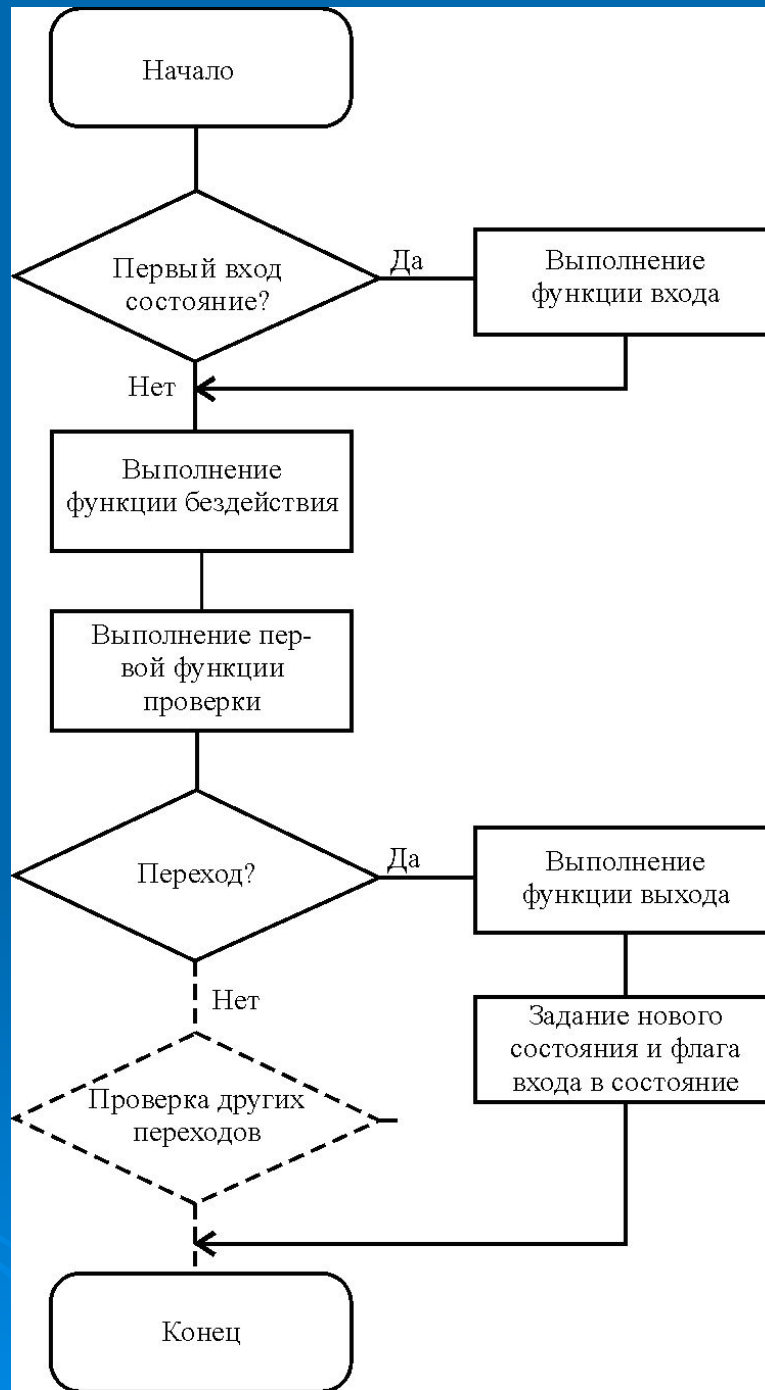 Начало
Первый вход
состояние?
Да
Выполнение
функции входа
Нет
Выполнение
функции бездействия
Выполнение пер-
вой функции
проверки
Переход?
Да
Выполнение
функции выхода
Нет
Задание нового
состояния и флага
входа в состояние
Проверка других
переходов
Конец